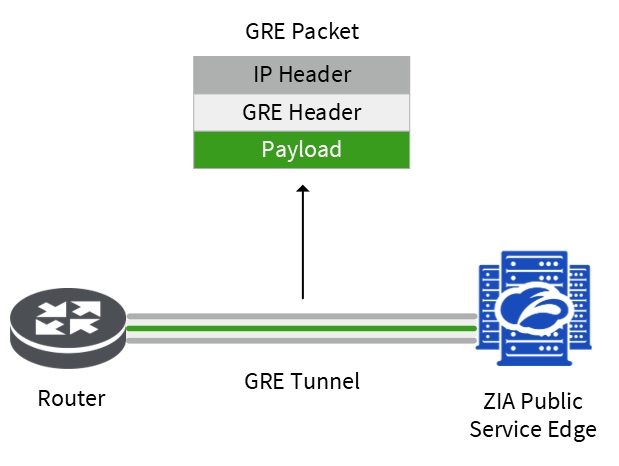 GRE Packet
IP Header
GRE Header
Payload
Router
GRE Tunnel
ZIA Public
Service Edge